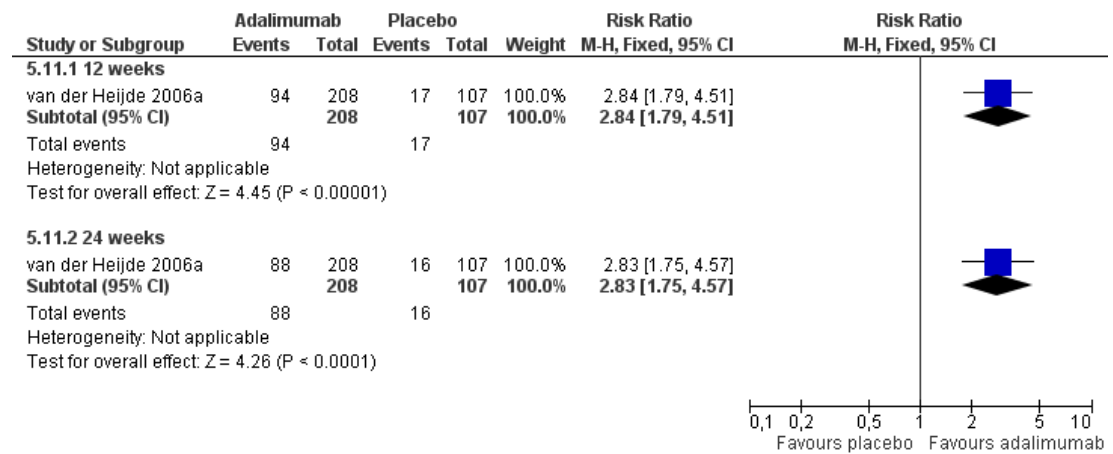 Adalimumab Placebo Risk Ratio Risk Ratio
Study or Subgroup Events Total Events Total Weight M-H, Fixed, 95% CI M-H, Fixed, 95% CI
5.11.1 12 weeks
van der Heijde 2006a 94 208 17 107 100.0% 2.84 [1.79, 4.51]
Subtotal (95% CI) 208 107 100.0% 2.84 [1.79, 4.51]
Total events 94 17
Heterogeneity: Not applicable
Test for overall effect: Z = 4.45 (P < 0.00001)
5.11.2 24 weeks
van der Heijde 2006a 88 208 16 107 100.0% 2.83 [1.75, 4.57]
Subtotal (95% CI) 208 107 100.0% 2.83 [1.75, 4.57]
Total events 88 16
Heterogeneity: Not applicable
Test for overall effect: Z = 4.26 (P < 0.0001)
0,1 0,2 0,5 1 2 5 10
Favours placebo Favours adalimumab